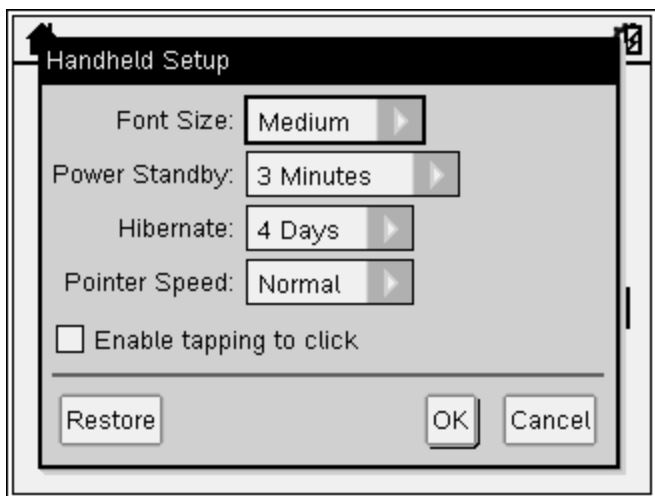 Handheld Setup
Font Size: Medium
Power Standby: 3 Minutes
Hibernate: 4 Days
Pointer Speed: Normal
Enable tapping to click
Restore OK Cancel